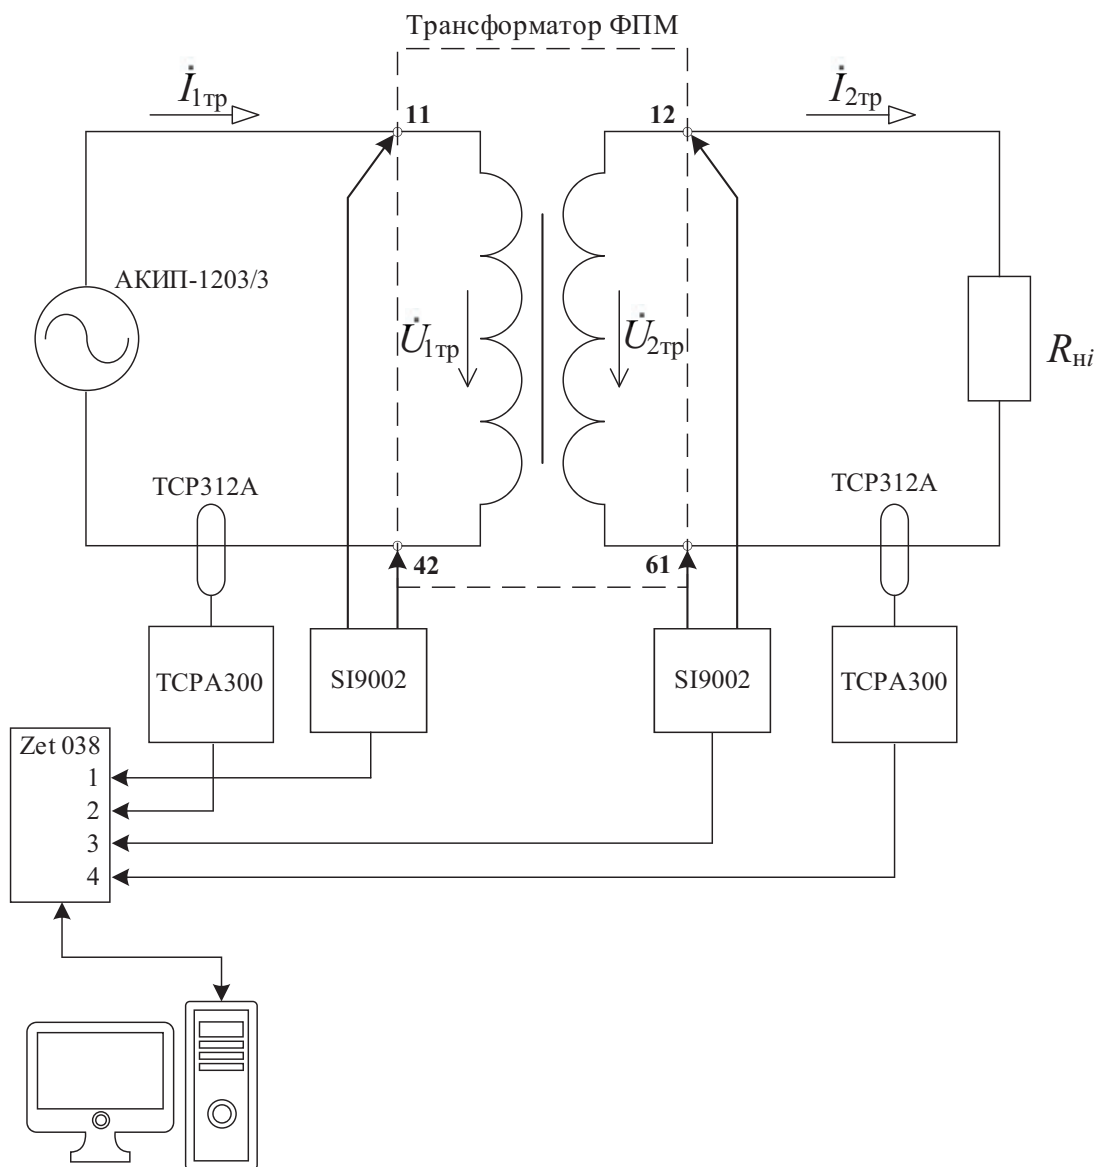 Трансформатор ФПМ
İ1тр
İ2тр
11
12
АКИП-1203/3
U̇1тр
U̇2тр
Rнi
TCP312A
TCP312A
42
61
TCPA300
SI9002
SI9002
TCPA300
Zet 038
1
2
3
4